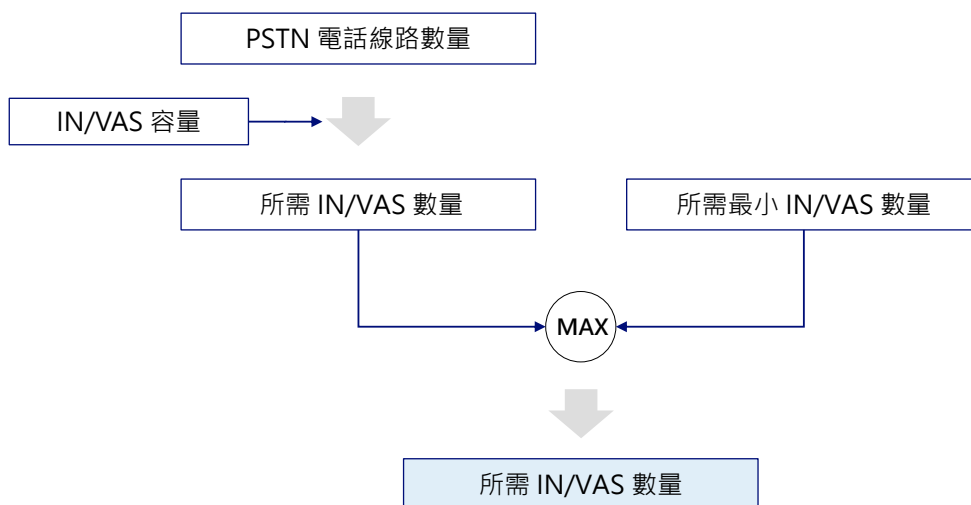 PSTN 電話線路數量
IN/VAS 容量
所需 IN/VAS 數量
所需最小 IN/VAS 數量
MAX
所需 IN/VAS 數量